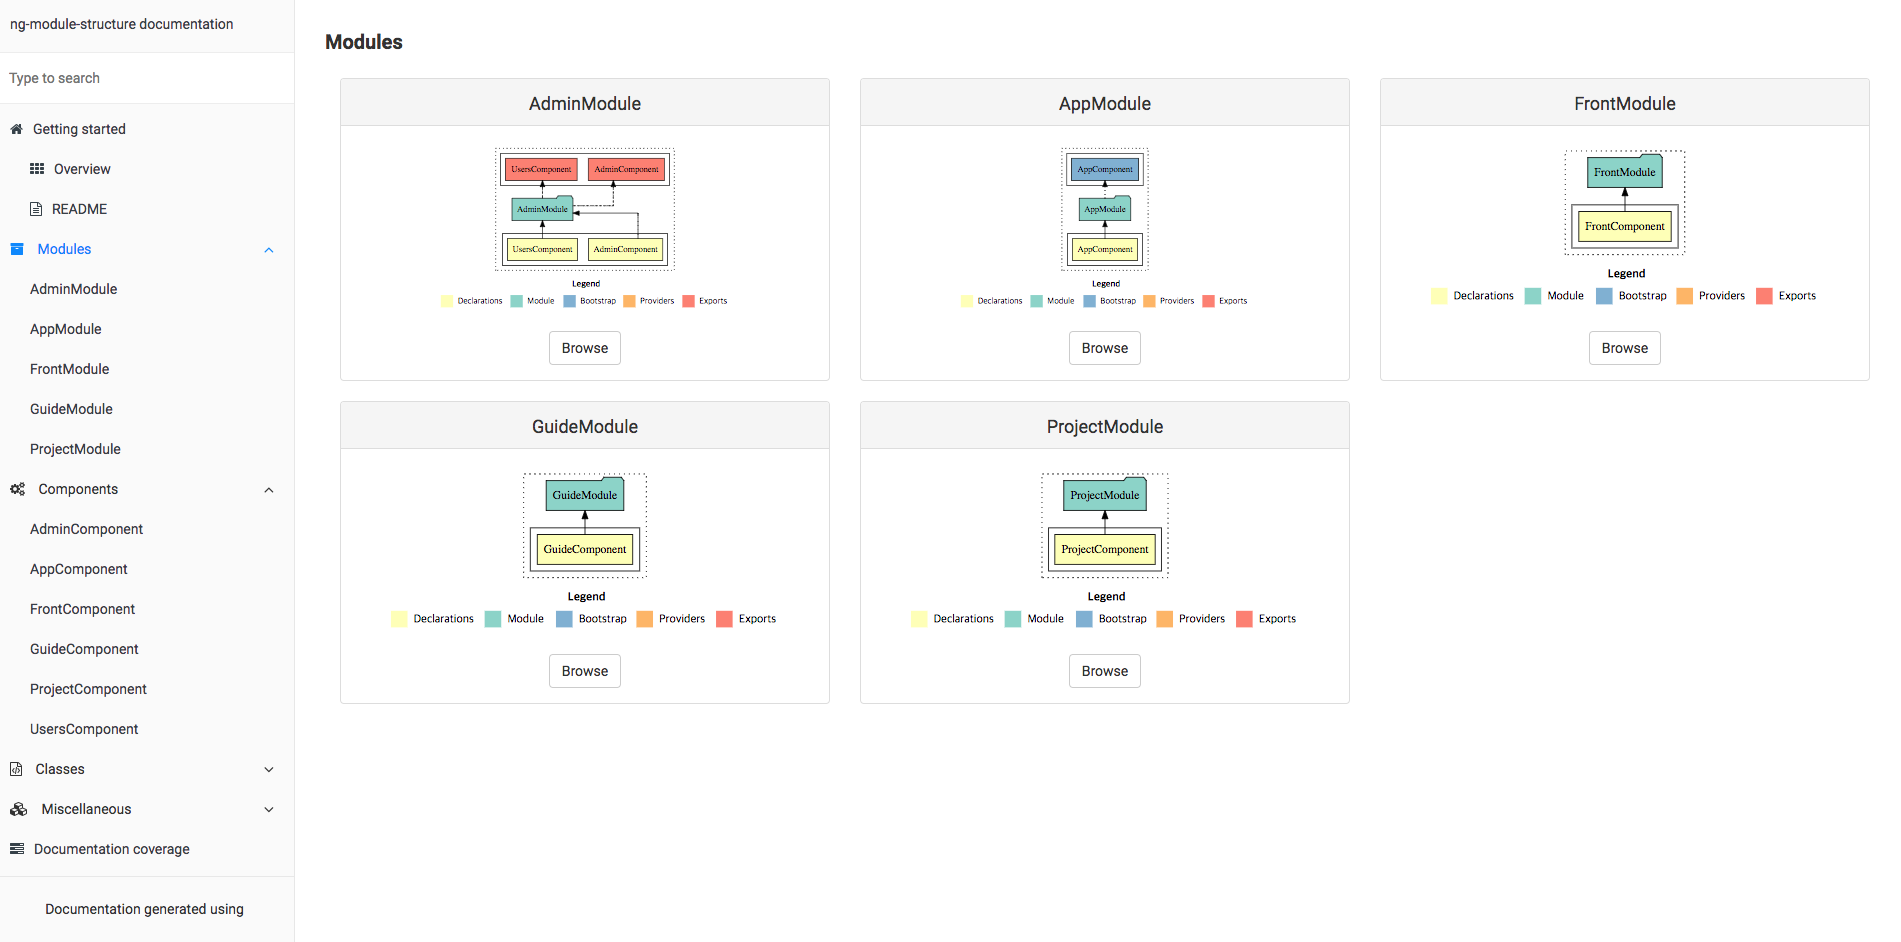 ng-module-structure documentation
Type to search
Getting started
Overview
README
Modules
AdminModule
AppModule
FrontModule
GuideModule
ProjectModule
Components
AdminComponent
AppComponent
FrontComponent
GuideComponent
ProjectComponent
UsersComponent
Classes
Miscellaneous
Documentation coverage
Documentation generated using
Modules
AdminModule
UsersComponent AdminComponent
AdminModule
UsersComponent AdminComponent
Legend
Declarations Module Bootstrap Providers Exports
Browse
AppModule
AppComponent
AppModule
AppComponent
Legend
Declarations Module Bootstrap Providers Exports
Browse
FrontModule
FrontModule
FrontComponent
Legend
Declarations Module Bootstrap Providers Exports
Browse
GuideModule
GuideModule
GuideComponent
Legend
Declarations Module Bootstrap Providers Exports
Browse
ProjectModule
ProjectModule
ProjectComponent
Legend
Declarations Module Bootstrap Providers Exports
Browse